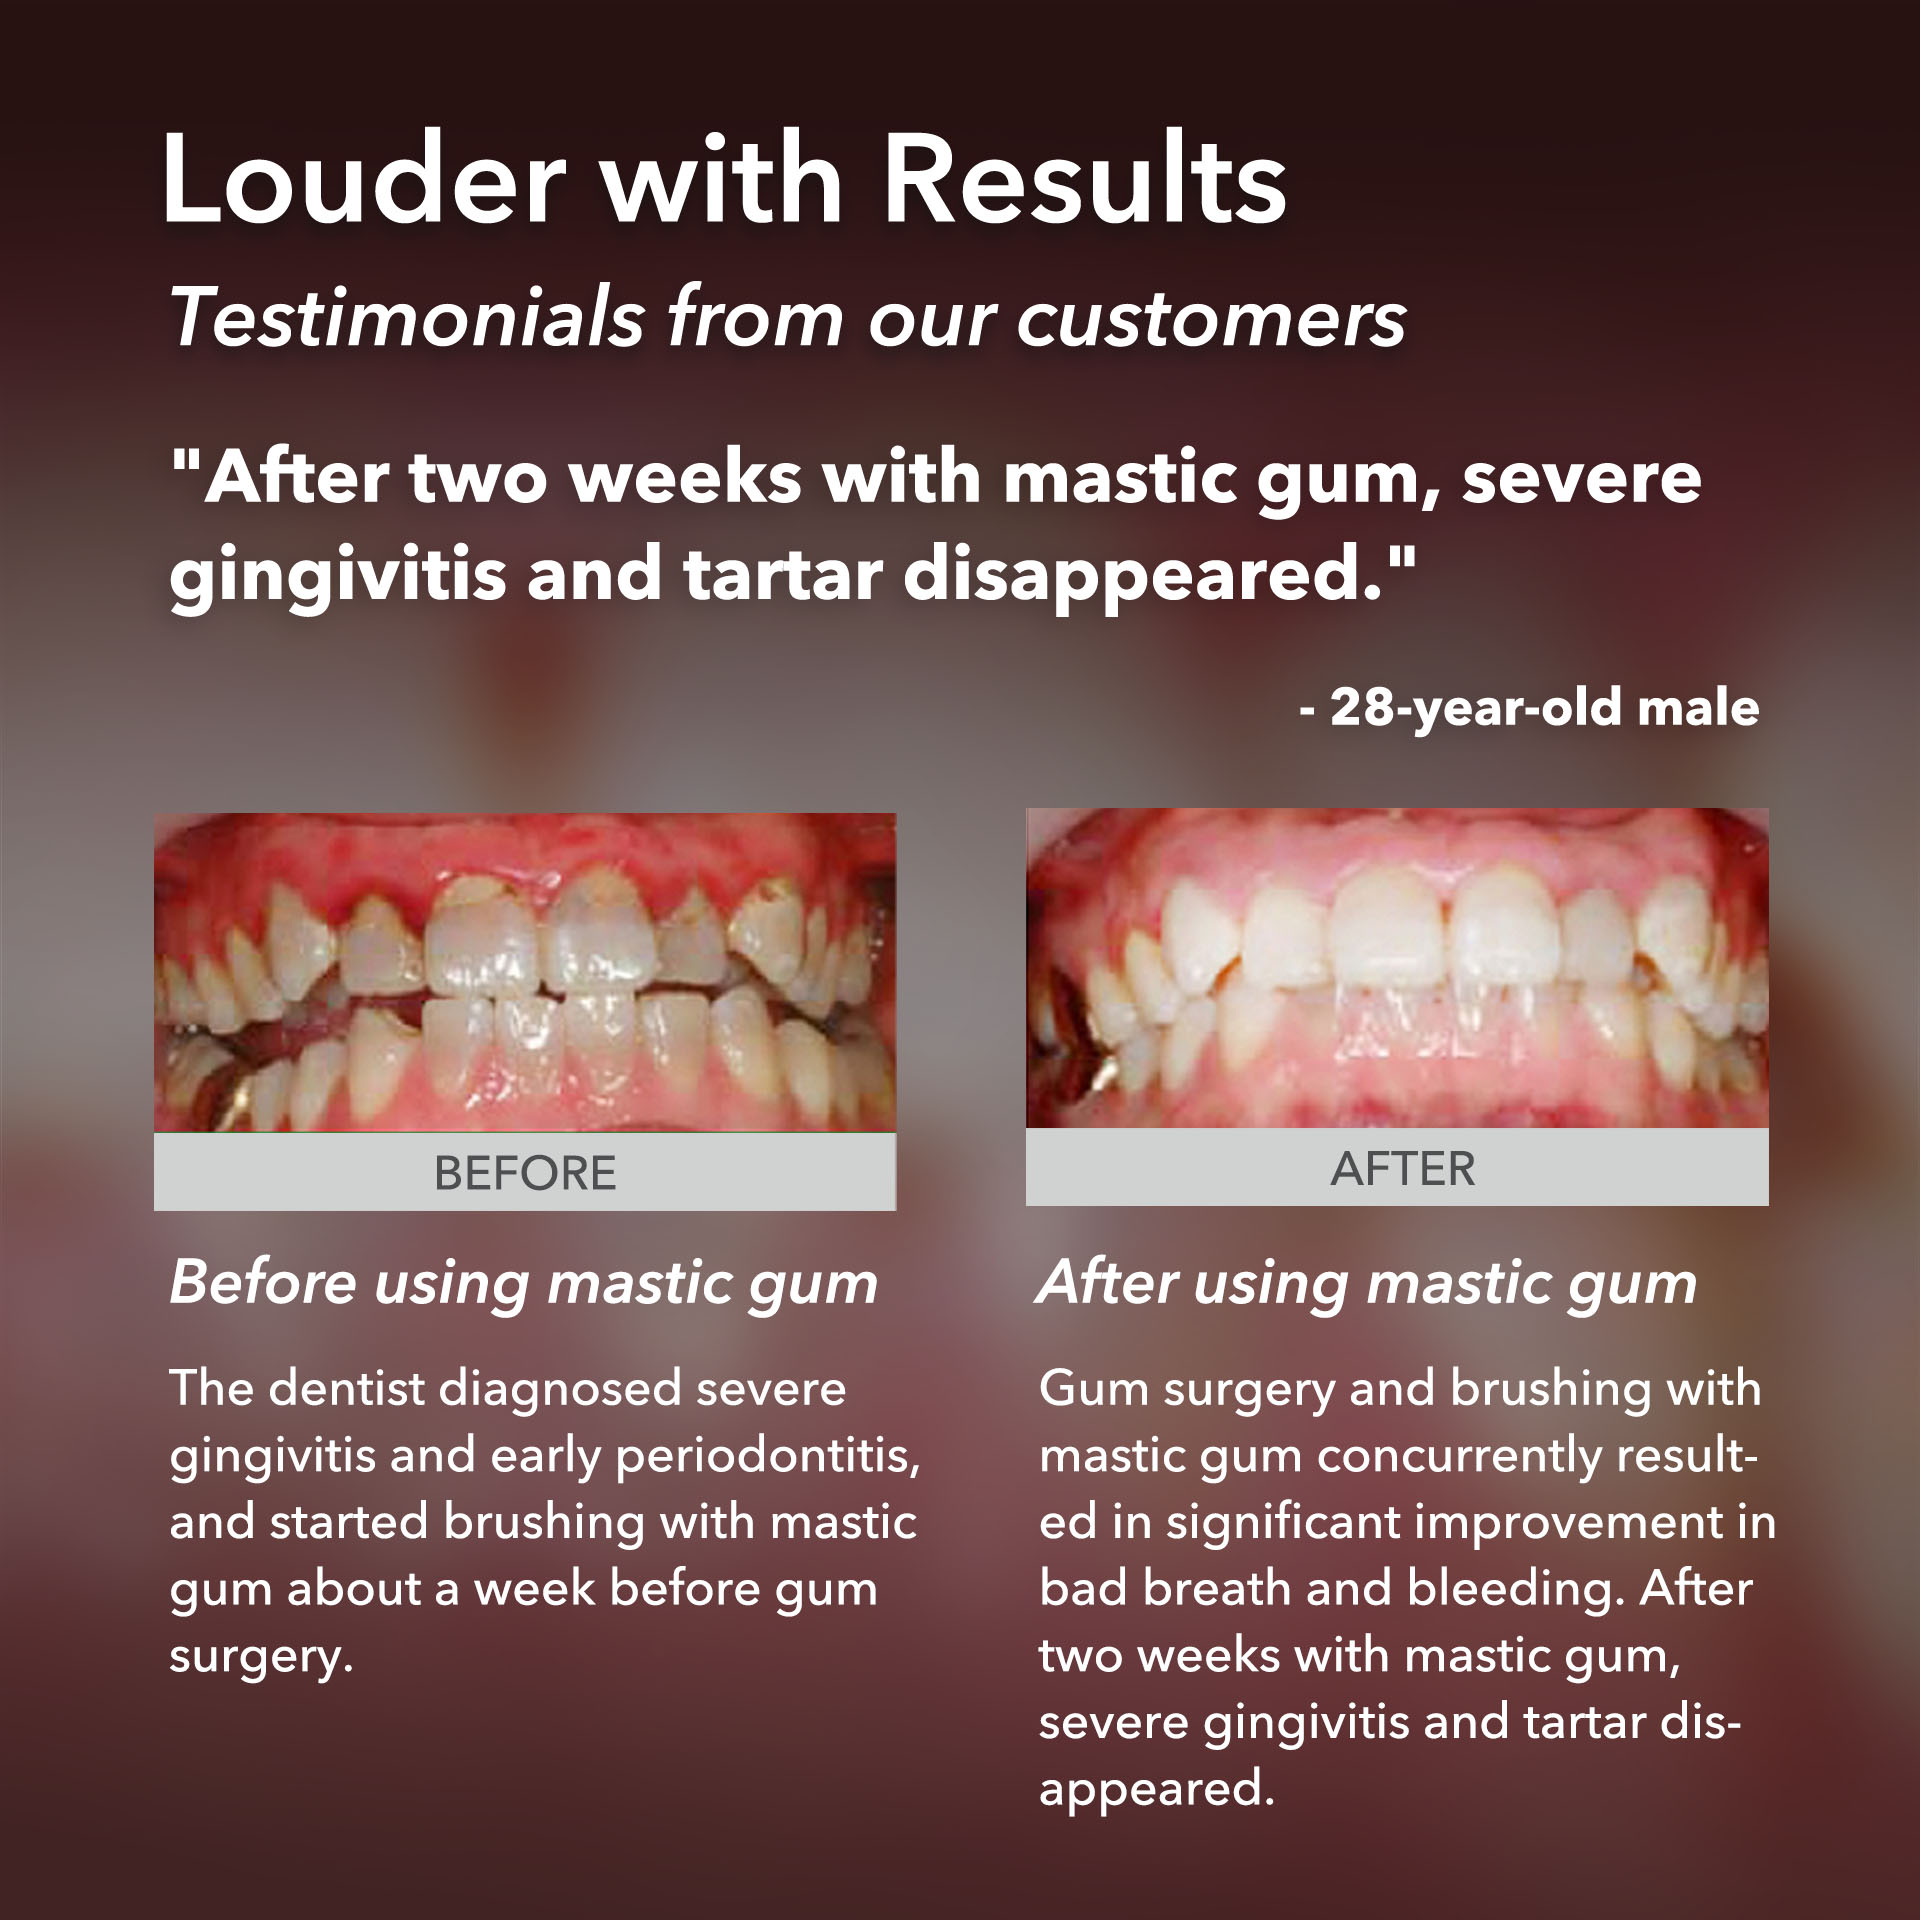 Louder with Results
Testimonials from our customers
"After two weeks with mastic gum, severe
gingivitis and tartar disappeared."
- 28-year-old male
BEFORE
AFTER
Before using mastic gum
The dentist diagnosed severe
gingivitis and early periodontitis,
and started brushing with mastic
gum about a week before gum
surgery.
After using mastic gum
Gum surgery and brushing with
mastic gum concurrently result-
ed in significant improvement in
bad breath and bleeding. After
two weeks with mastic gum,
severe gingivitis and tartar dis-
appeared.